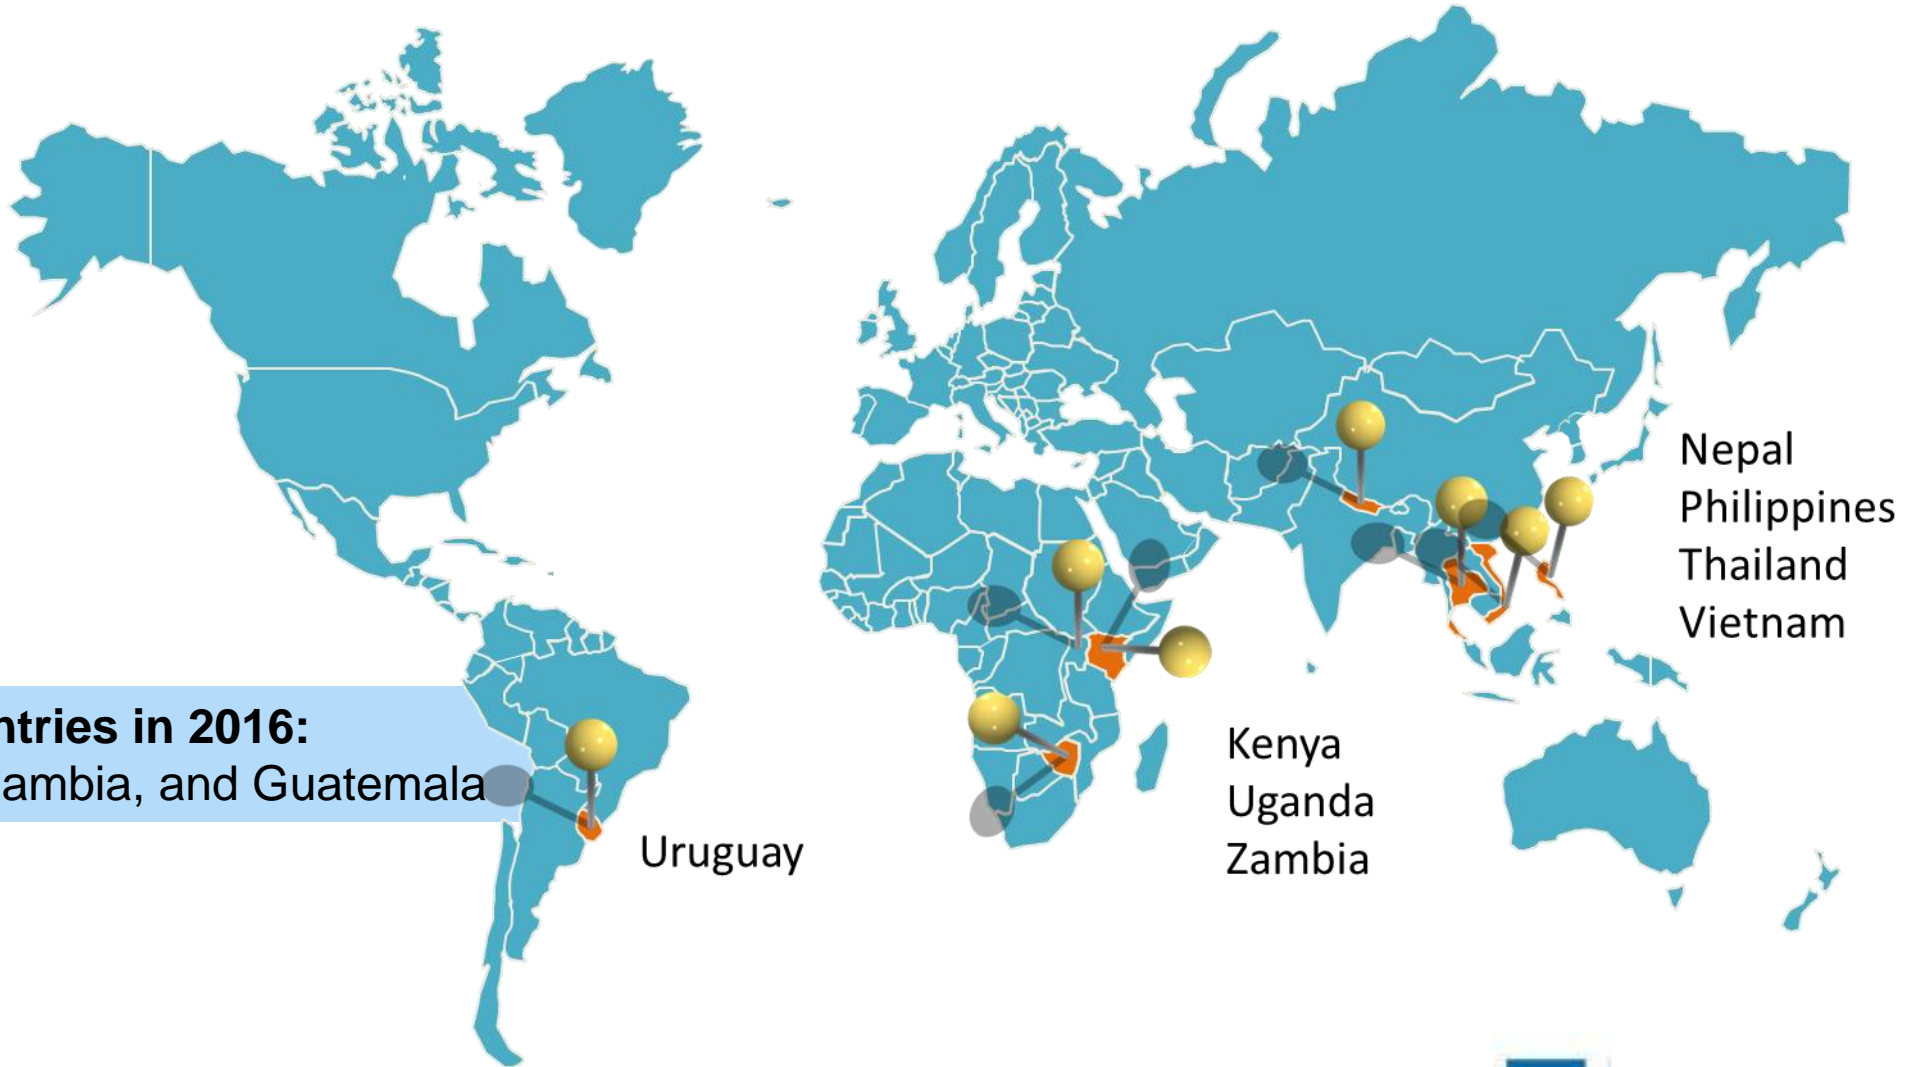 Nepal
Philippines
Thailand
Vietnam
ntries in 2016:
ambia, and Guatemala
Uruguay
Kenya
Uganda
Zambia